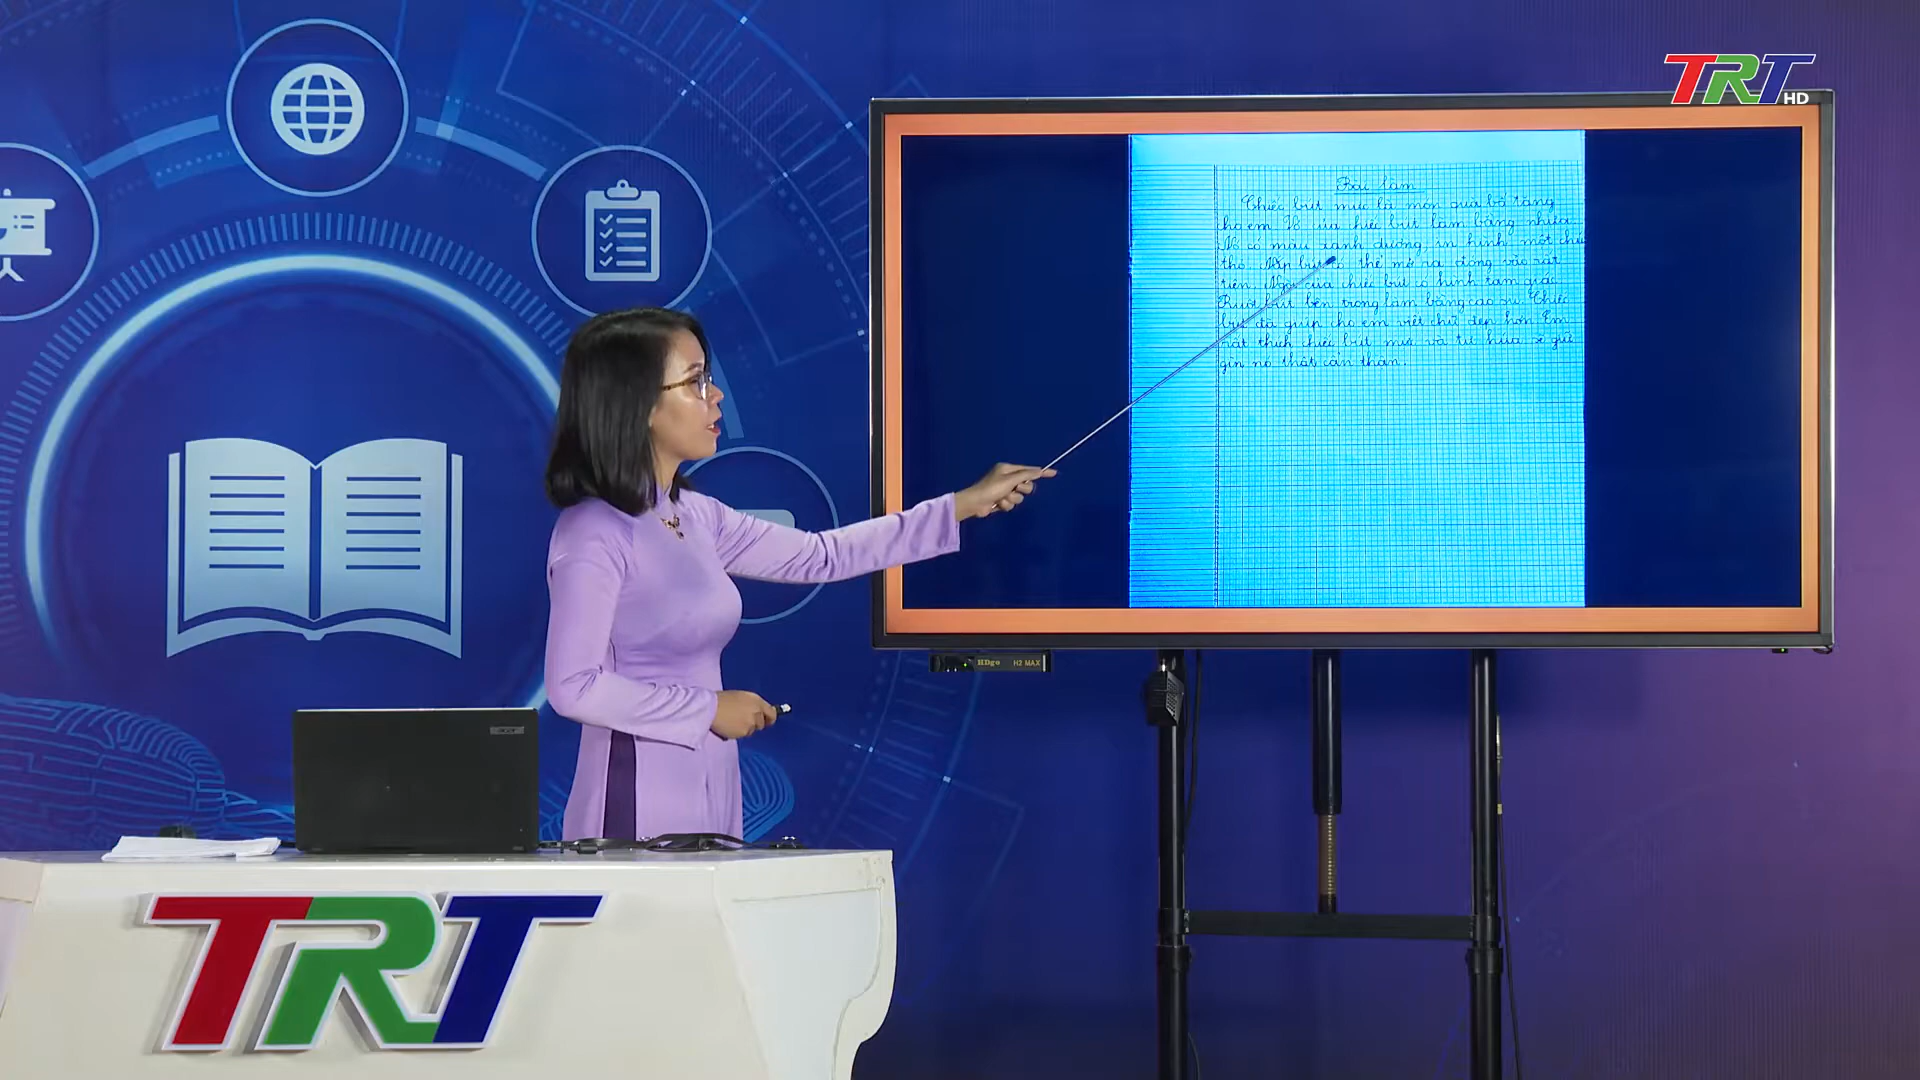 TRT HD
Bài làm
Chiếc bút mực là món quà bố tặng
cho em. Vỏ của chiếc bút làm bằng nhựa.
Nó có màu xanh dương, in hình một chú
thỏ. Nắp bút có thể mở ra đóng vào rất
tiện. Ngòi của chiếc bút có hình tam giác.
Ruột bút bên trong làm bằng cao su. Chiếc
bút đã giúp cho em viết chữ đẹp hơn. Em
rất thích chiếc bút mực và tự hứa sẽ giữ
gìn nó thật cẩn thận.
HDgo H2 MAX
acer
TRT